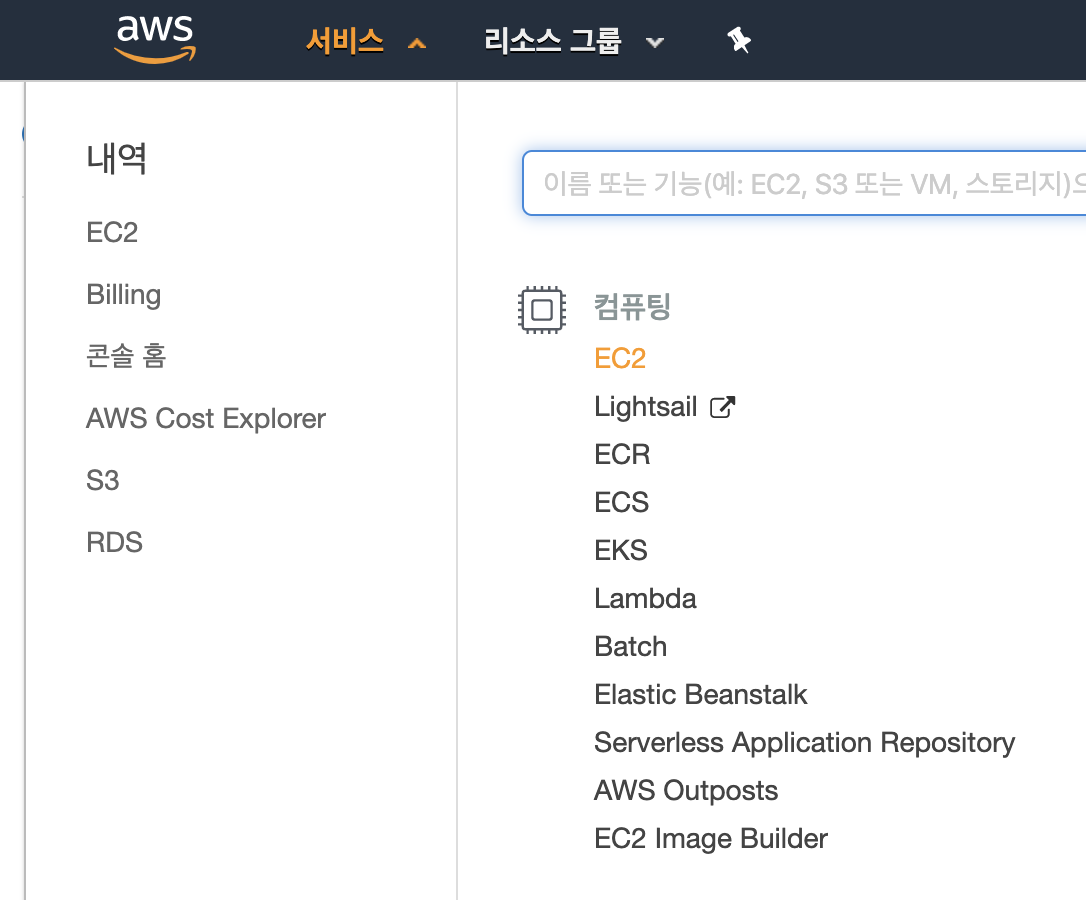 aws 서비스 리소스 그룹
내역
EC2
Billing
콘솔 홈
AWS Cost Explorer
S3
RDS
이름 또는 기능(예: EC2, S3 또는 VM, 스토리지)으
컴퓨팅
EC2
Lightsail
ECR
ECS
EKS
Lambda
Batch
Elastic Beanstalk
Serverless Application Repository
AWS Outposts
EC2 Image Builder